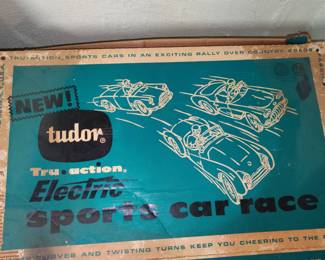 TRU-ACTION, SPORTS CARS IN AN EXCITING RALLY OVER COUNTRY ROADS
NEW!
tudor
Tru·action
Electric
sports car race
CURVES AND TWISTING TURNS KEEP YOU CHEERING TO THE